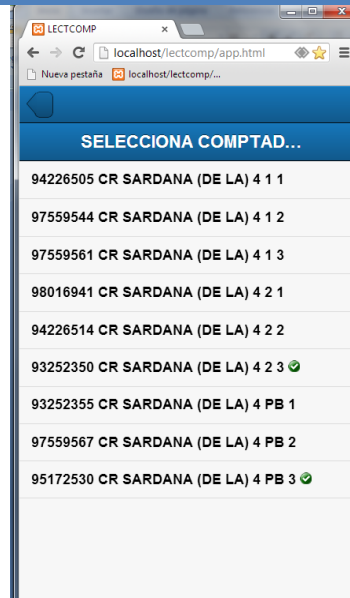 LECTCOMP
localhost/lectcomp/app.html
Nueva pestaña localhost/lectcomp/...
SELECCIONA COMPTAD...
94226505 CR SARDANA (DE LA) 4 1 1
97559544 CR SARDANA (DE LA) 4 1 2
97559561 CR SARDANA (DE LA) 4 1 3
98016941 CR SARDANA (DE LA) 4 2 1
94226514 CR SARDANA (DE LA) 4 2 2
93252350 CR SARDANA (DE LA) 4 2 3
93252355 CR SARDANA (DE LA) 4 PB 1
97559567 CR SARDANA (DE LA) 4 PB 2
95172530 CR SARDANA (DE LA) 4 PB 3